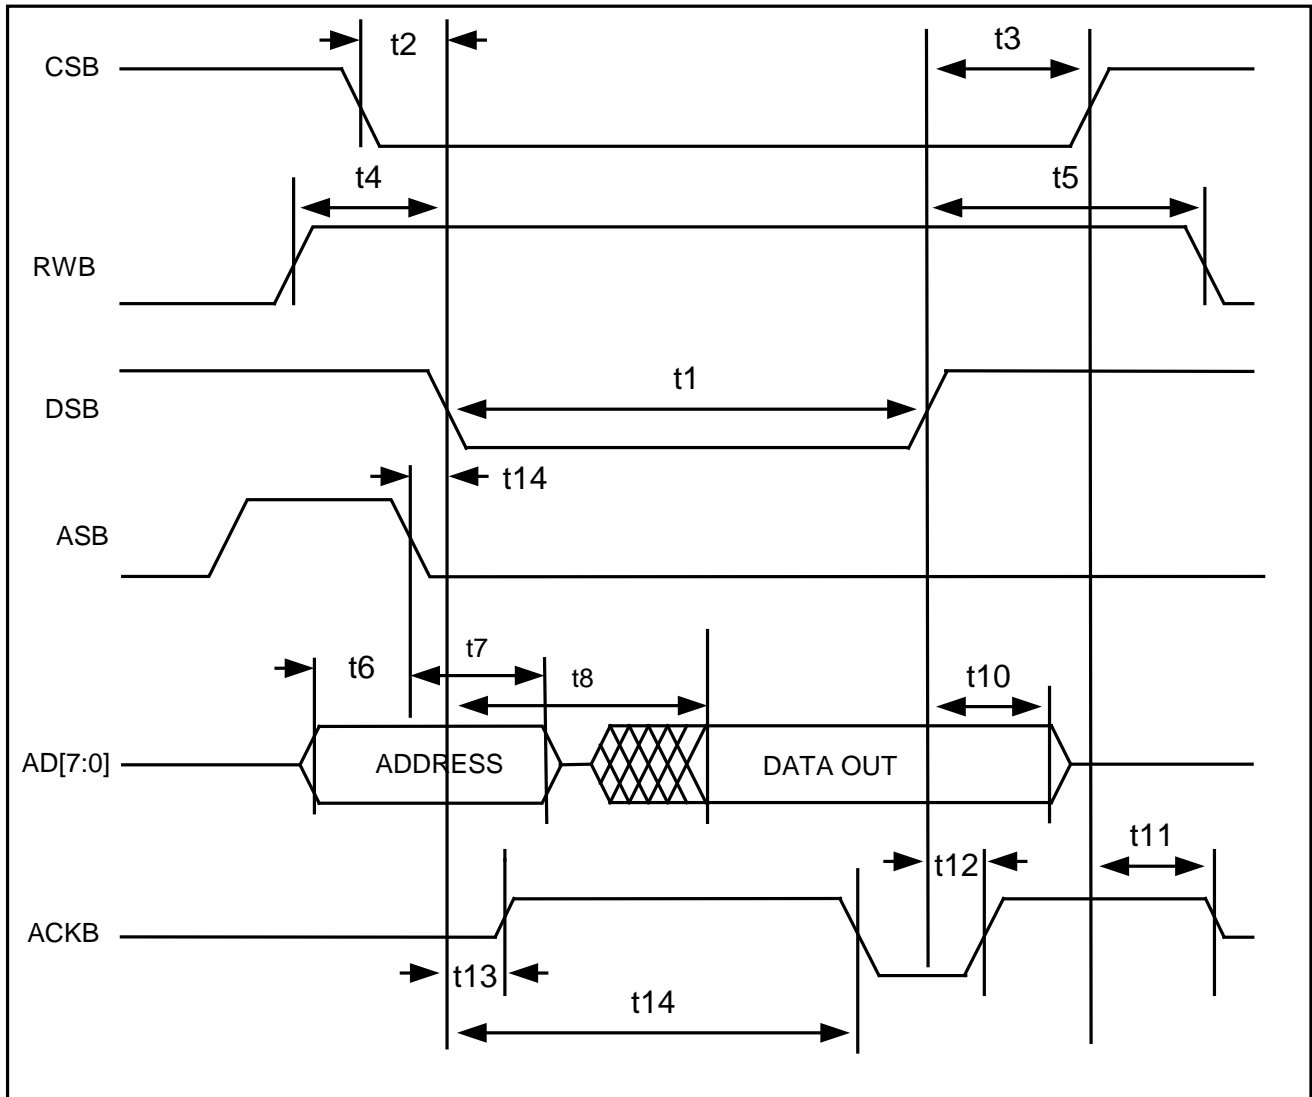 t2
t3
CSB
t4
t5
RWB
t1
DSB
t14
ASB
t6
t7
t8
t10
AD[7:0]
ADDRESS
DATA OUT
t11
t12
ACKB
t13
t14